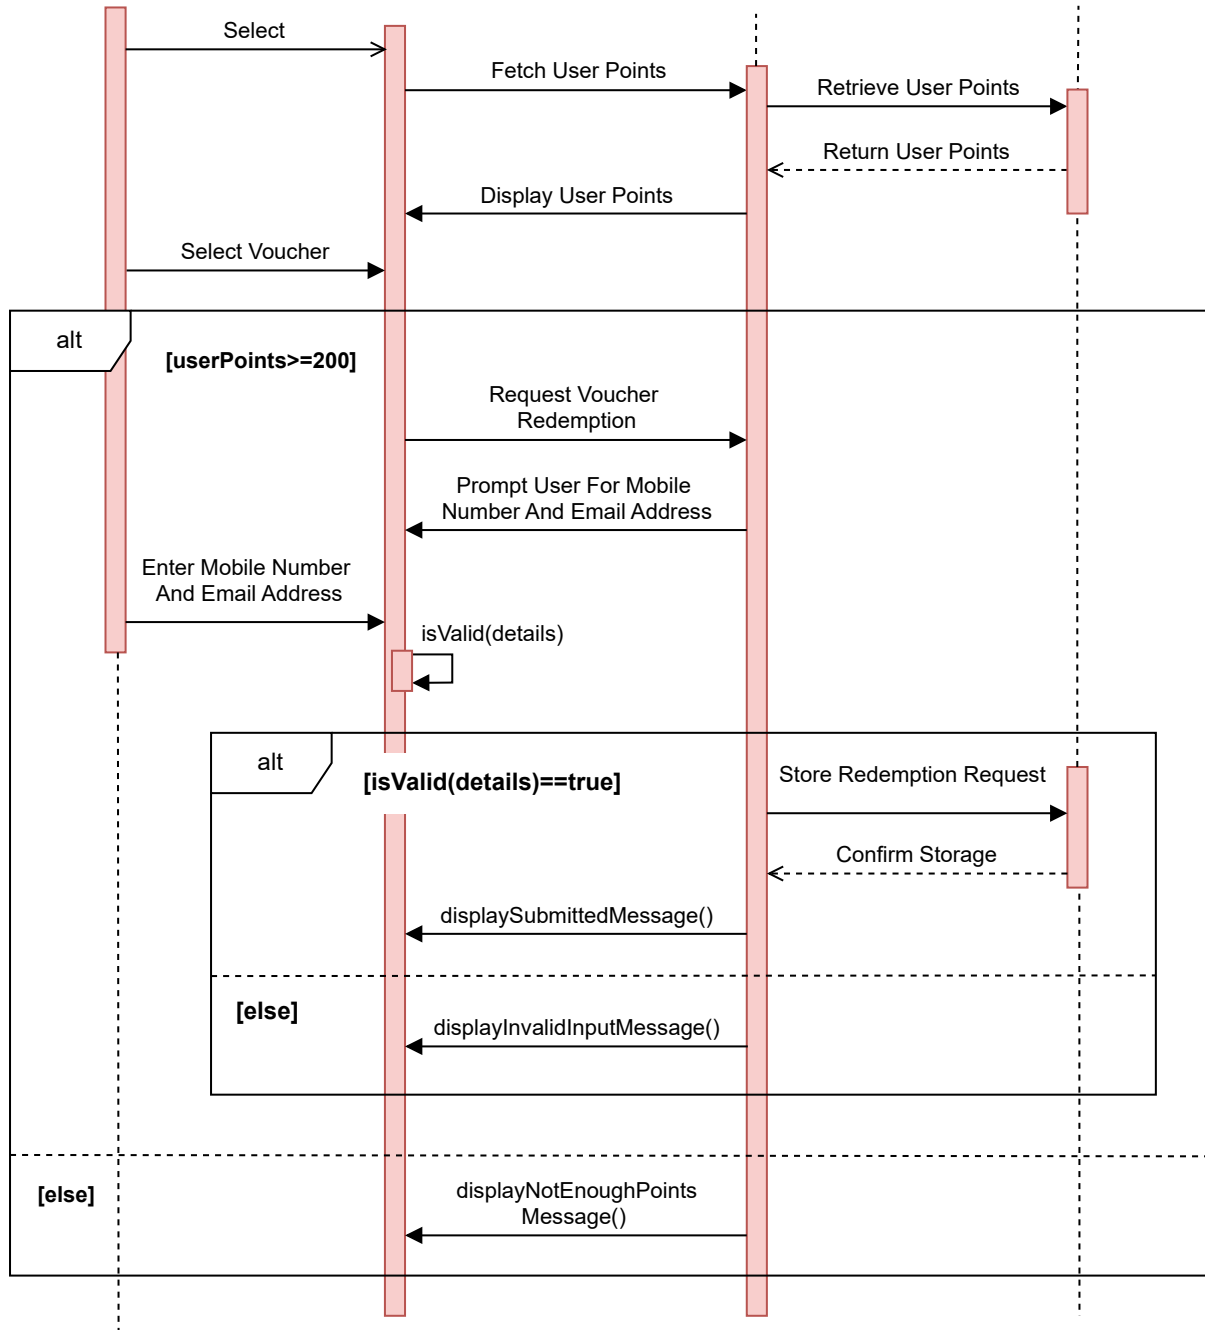 Select
Fetch User Points
Retrieve User Points
Return User Points
Display User Points
Select Voucher
alt
[userPoints>=200]
Request Voucher
Redemption
Prompt User For Mobile
Number And Email Address
Enter Mobile Number
And Email Address
isValid(details)
alt
[isValid(details)==true]
Store Redemption Request
Confirm Storage
displaySubmittedMessage()
[else]
displayInvalidInputMessage()
[else]
displayNotEnoughPoints
Message()